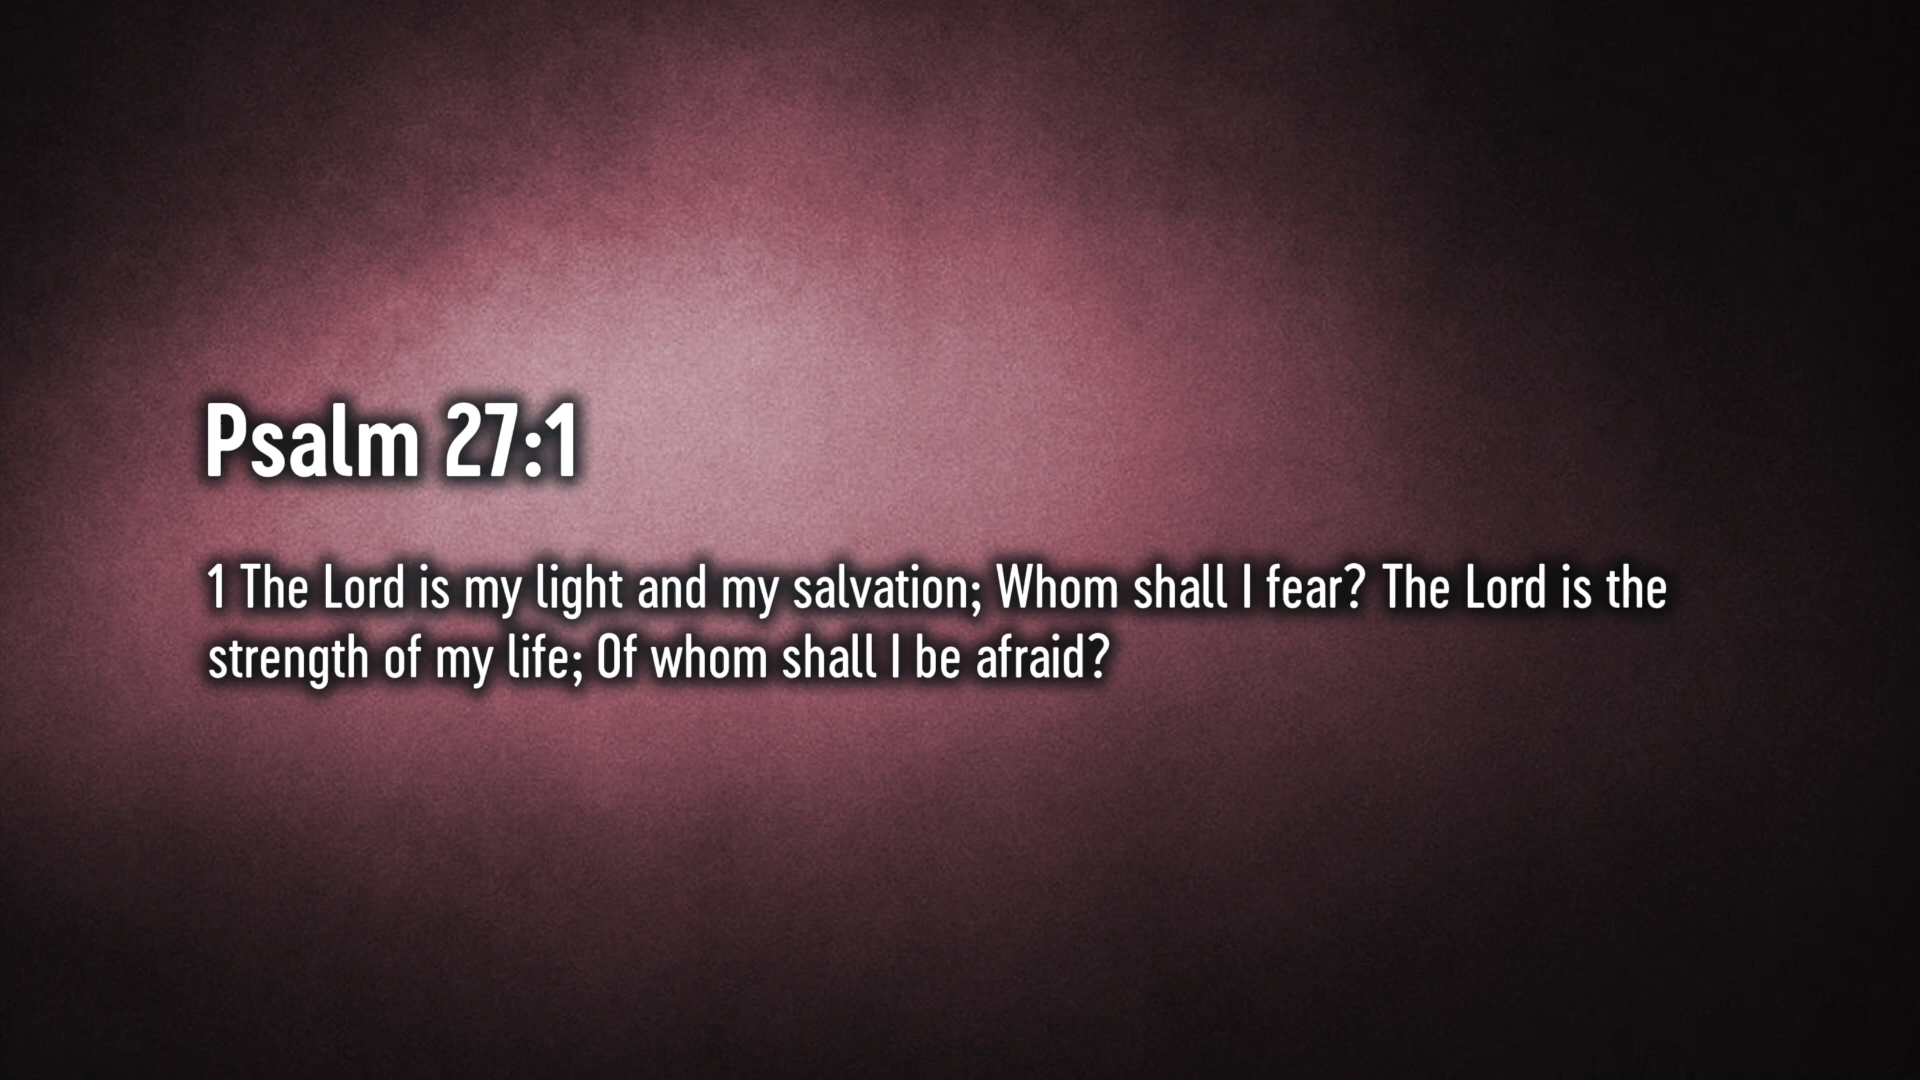 Psalm 27:1
1 The Lord is my light and my salvation; Whom shall I fear? The Lord is the
strength of my life; Of whom shall I be afraid?